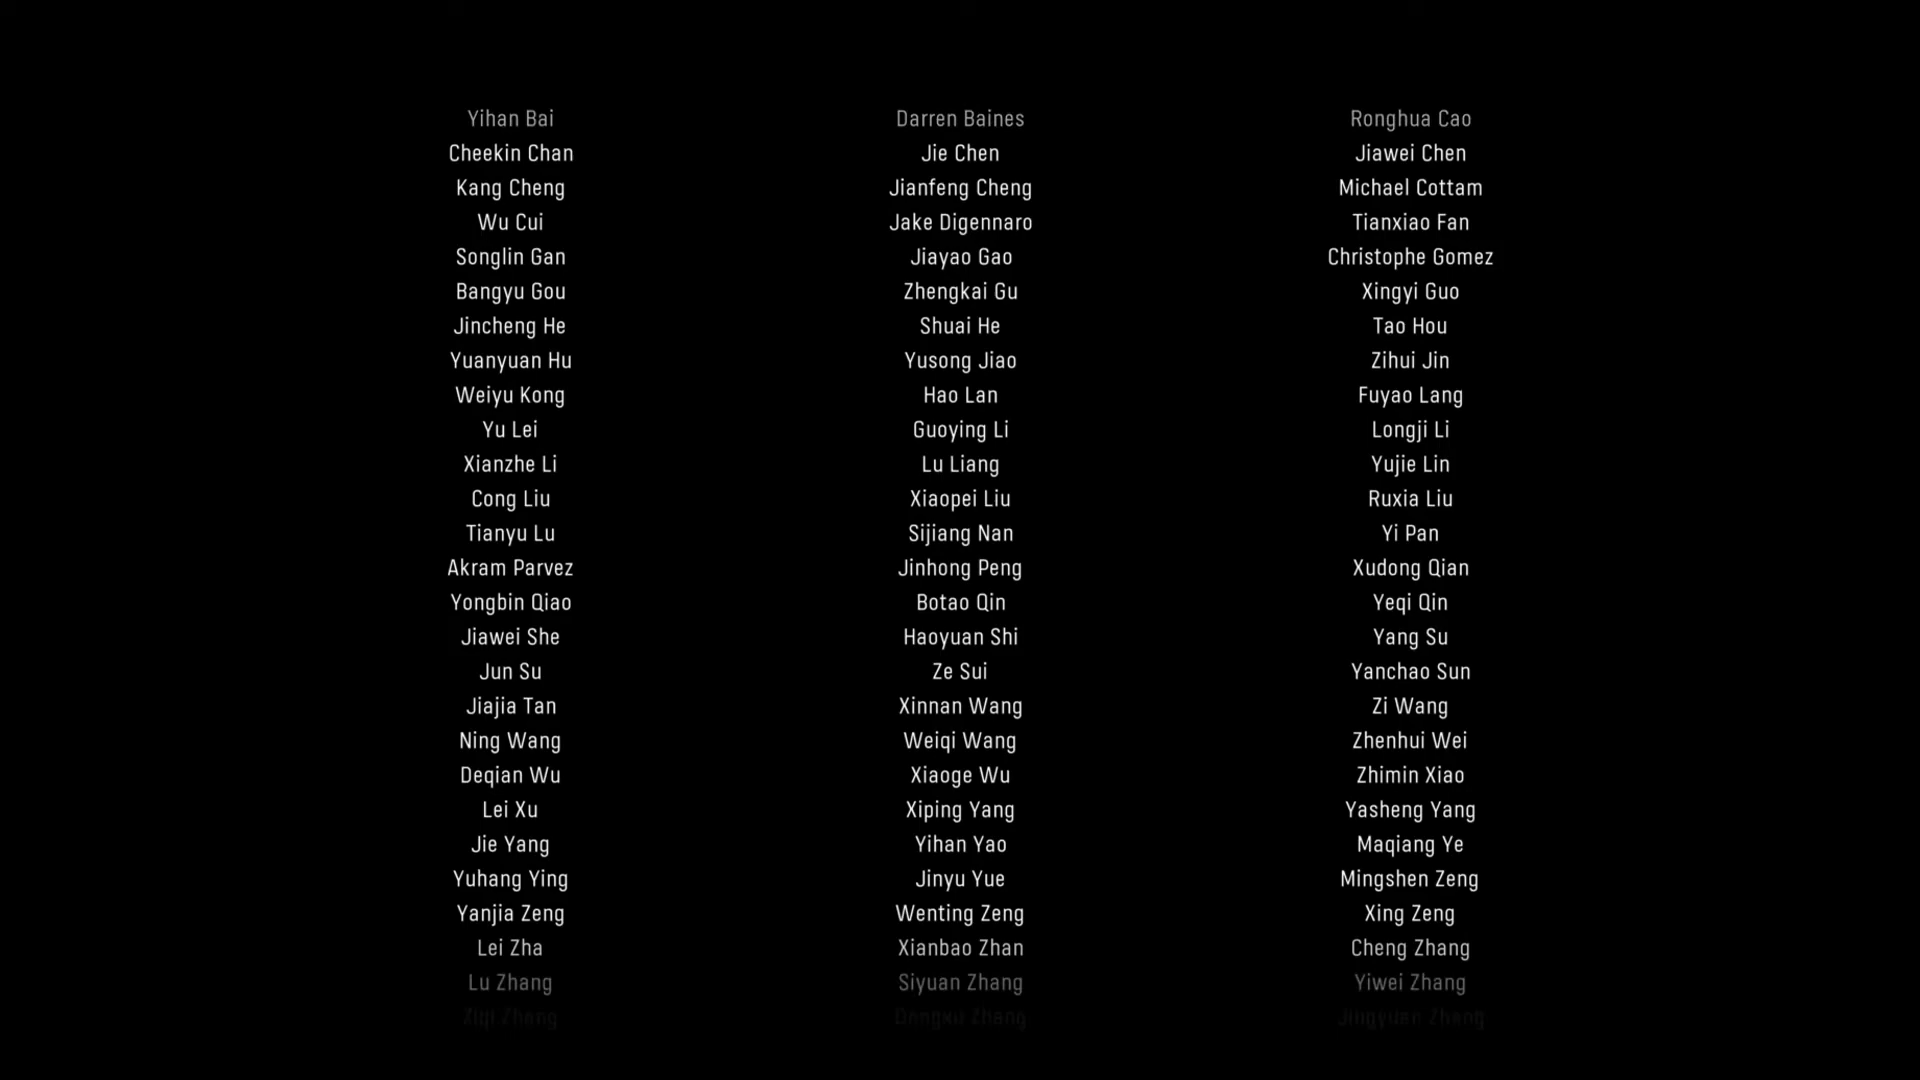 Yihan Bai Darren Baines Ronghua Cao
Cheekin Chan Jie Chen Jiawei Chen
Kang Cheng Jianfeng Cheng Michael Cottam
Wu Cui Jake Digennaro Tianxiao Fan
Songlin Gan Jiayao Gao Christophe Gomez
Bangyu Gou Zhengkai Gu Xingyi Guo
Jincheng He Shuai He Tao Hou
Yuanyuan Hu Yusong Jiao Zihui Jin
Weiyu Kong Hao Lan Fuyao Lang
Yu Lei Guoying Li Longji Li
Xianzhe Li Lu Liang Yujie Lin
Cong Liu Xiaopei Liu Ruxia Liu
Tianyu Lu Sijiang Nan Yi Pan
Akram Parvez Jinhong Peng Xudong Qian
Yongbin Qiao Botao Qin Yeqi Qin
Jiawei She Haoyuan Shi Yang Su
Jun Su Ze Sui Yanchao Sun
Jiajia Tan Xinnan Wang Zi Wang
Ning Wang Weiqi Wang Zhenhui Wei
Deqian Wu Xiaoge Wu Zhimin Xiao
Lei Xu Xiping Yang Yasheng Yang
Jie Yang Yihan Yao Maqiang Ye
Yuhang Ying Jinyu Yue Mingshen Zeng
Yanjia Zeng Wenting Zeng Xing Zeng
Lei Zha Xianbao Zhan Cheng Zhang
Lu Zhang Siyuan Zhang Yiwei Zhang
Zhang Zhang Zhang